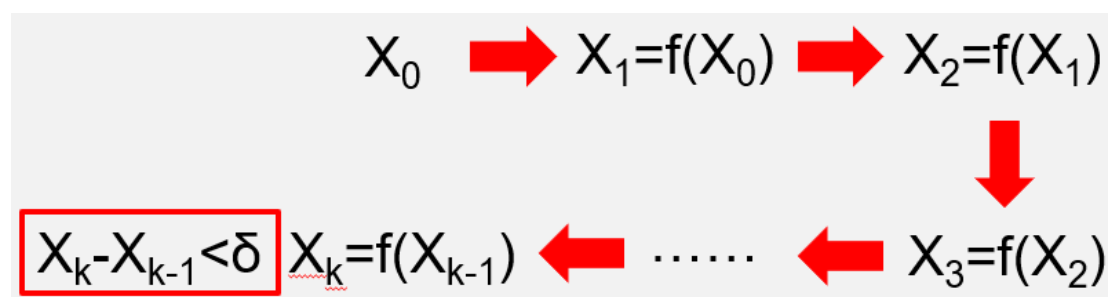 X₀ X₁=f(X₀) X₂=f(X₁)
Xₖ-Xₖ₋₁<δ Xₖ=f(Xₖ₋₁) ...... X₃=f(X₂)